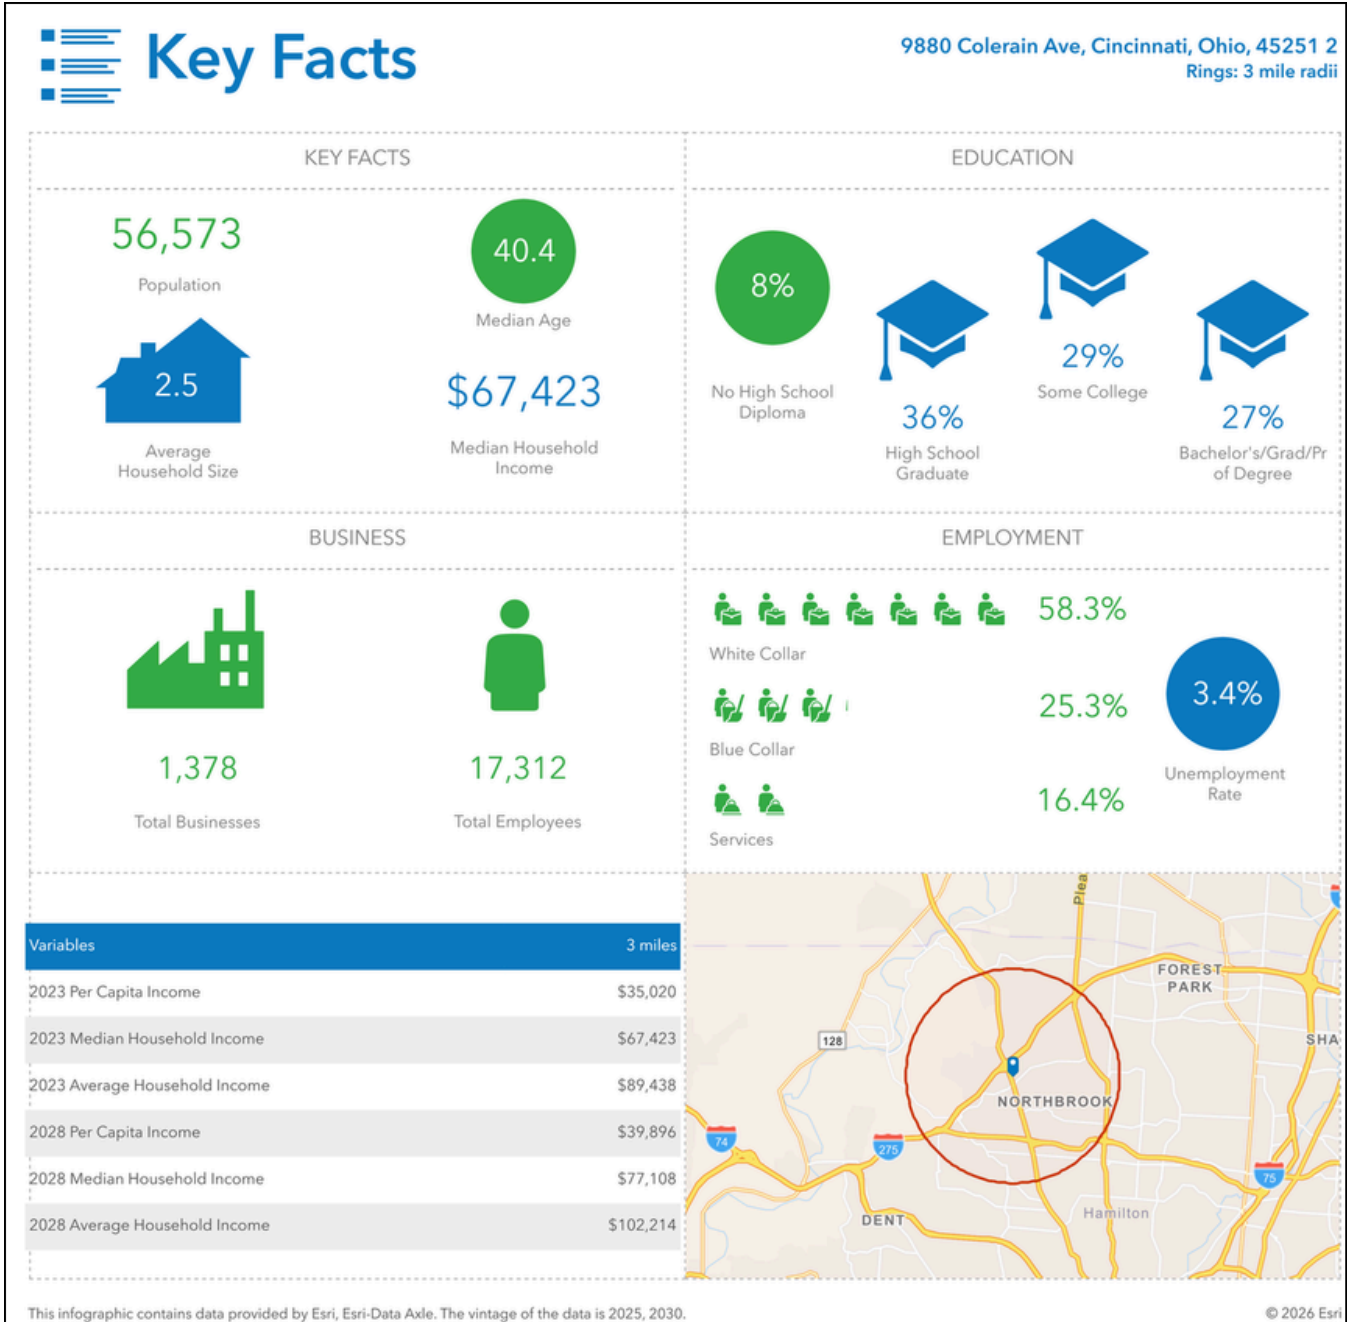 Key Facts
9880 Colerain Ave, Cincinnati, Ohio, 45251 2
Rings: 3 mile radii
KEY FACTS
56,573
Population
40.4
Median Age
2.5
Average
Household Size
$67,423
Median Household
Income
EDUCATION
8%
No High School
Diploma
36%
High School
Graduate
29%
Some College
27%
Bachelor's/Grad/Pr
of Degree
BUSINESS
1,378
Total Businesses
17,312
Total Employees
EMPLOYMENT
58.3%
White Collar
25.3%
Blue Collar
16.4%
Services
3.4%
Unemployment
Rate
Variables 3 miles
2023 Per Capita Income $35,020
2023 Median Household Income $67,423
2023 Average Household Income $89,438
2028 Per Capita Income $39,896
2028 Median Household Income $77,108
2028 Average Household Income $102,214
Plea
FOREST
PARK
128
SHA
NORTHBROOK
74
275
75
DENT
Hamilton
This infographic contains data provided by Esri, Esri-Data Axle. The vintage of the data is 2025, 2030.
© 2026 Esri